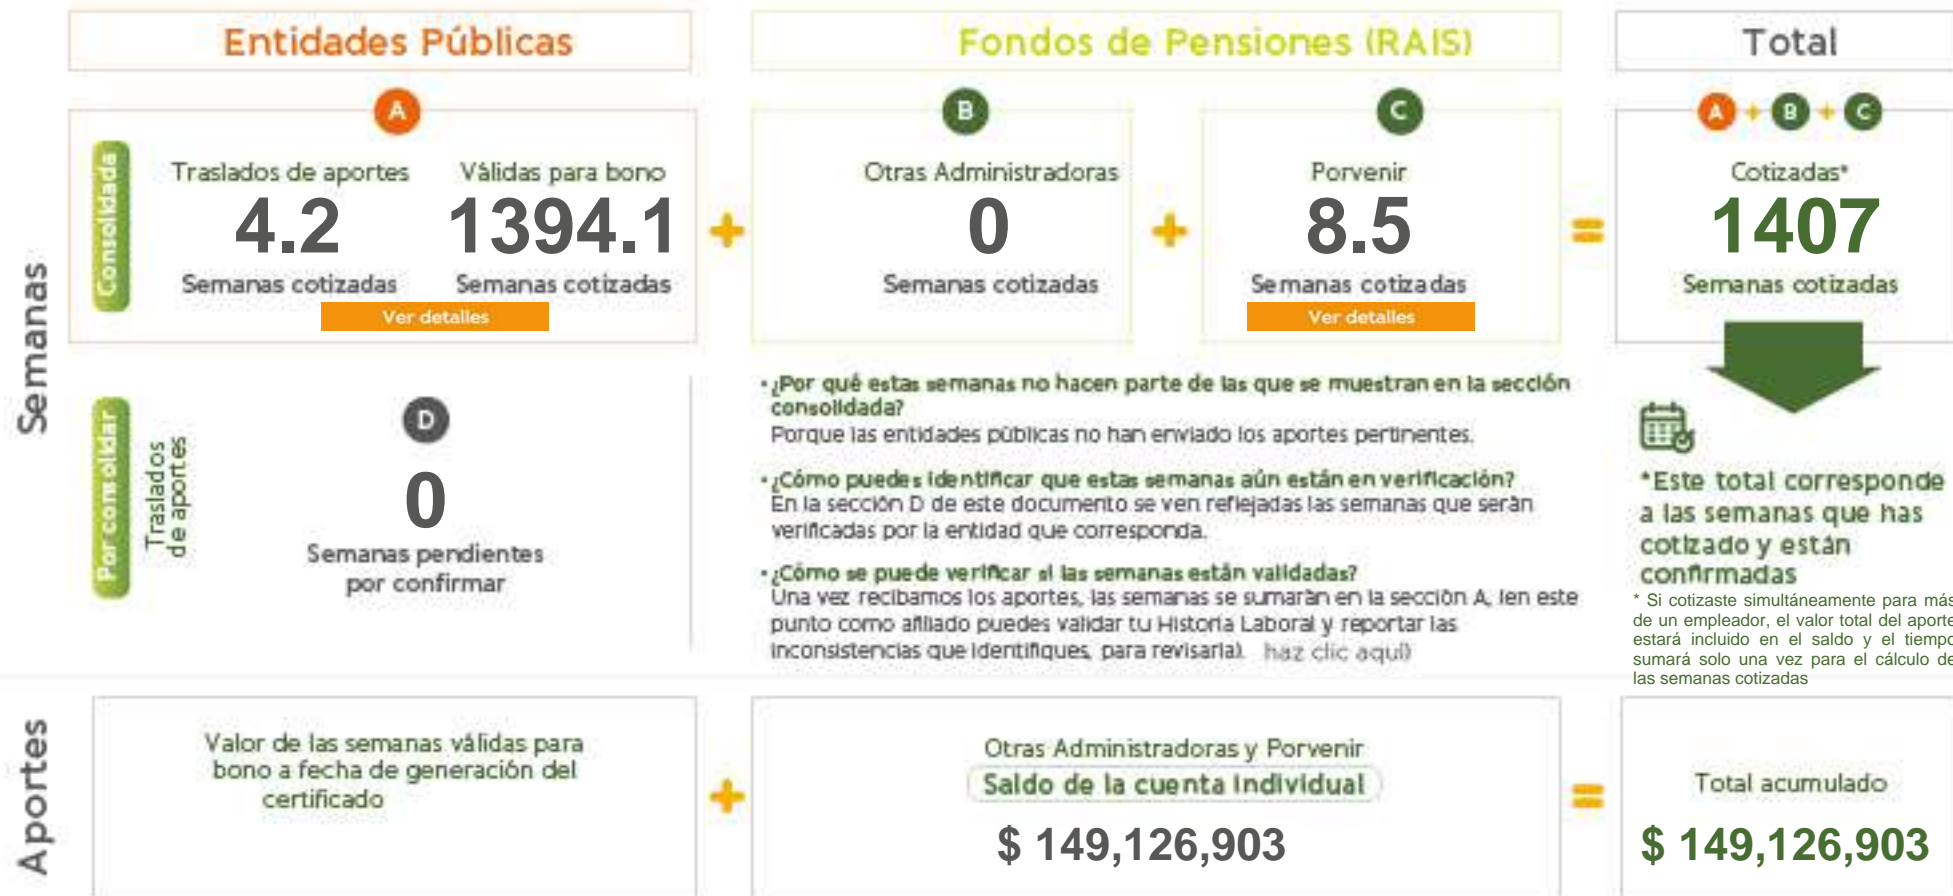 Entidades Públicas
Fondos de Pensiones (RAIS)
Total
Semanas
Consolidada
A
Traslados de aportes
4.2
Semanas cotizadas
Válidas para bono
1394.1
Semanas cotizadas
Ver detalles
+
B
Otras Administradoras
0
Semanas cotizadas
+
C
Porvenir
8.5
Semanas cotizadas
Ver detalles
=
A + B + C
Cotizadas*
1407
Semanas cotizadas
Por consolidar
Traslados
de aportes
D
0
Semanas pendientes
por confirmar
• ¿Por qué estas semanas no hacen parte de las que se muestran en la sección
consolidada?
Porque las entidades públicas no han enviado los aportes pertinentes.
• ¿Cómo puedes identificar que estas semanas aún están en verificación?
En la sección D de este documento se ven reflejadas las semanas que serán
verificadas por la entidad que corresponda.
• ¿Cómo se puede verificar si las semanas están validadas?
Una vez recibamos los aportes, las semanas se sumarán en la sección A, (en este
punto como afiliado puedes validar tu Historia Laboral y reportar las
inconsistencias que identifiques, para revisarla). haz clic aquí)
*Este total corresponde
a las semanas que has
cotizado y están
confirmadas
* Si cotizaste simultáneamente para más
de un empleador, el valor total del aporte
estará incluido en el saldo y el tiempo
sumará solo una vez para el cálculo de
las semanas cotizadas
Aportes
Valor de las semanas válidas para
bono a fecha de generación del
certificado
+
Otras Administradoras y Porvenir
Saldo de la cuenta individual
$ 149,126,903
=
Total acumulado
$ 149,126,903